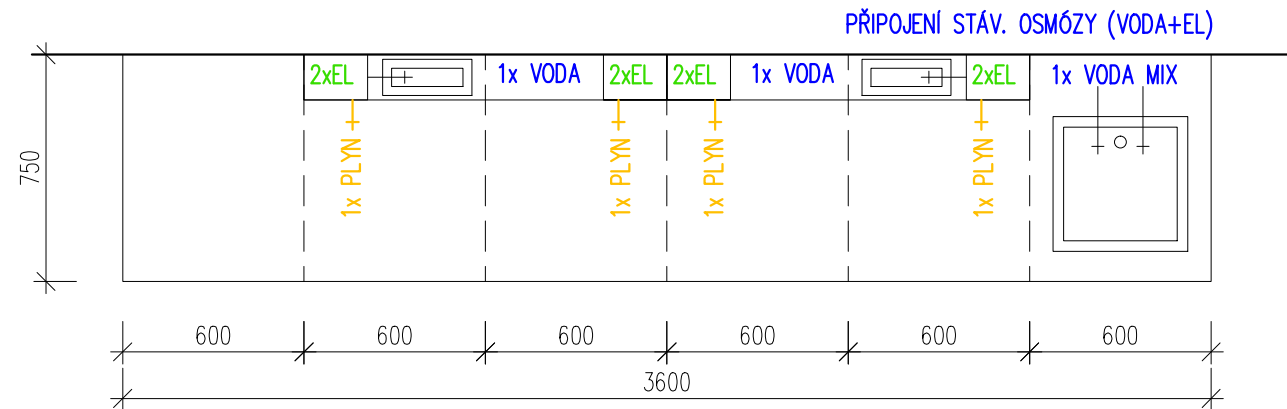 PŘIPOJENÍ STÁV. OSMÓZY (VODA+EL)
2xEL
1x VODA
2xEL
2xEL
1x VODA
2xEL
1x VODA MIX
1x PLYN
1x PLYN
1x PLYN
1x PLYN
750
600
600
600
600
600
600
3600